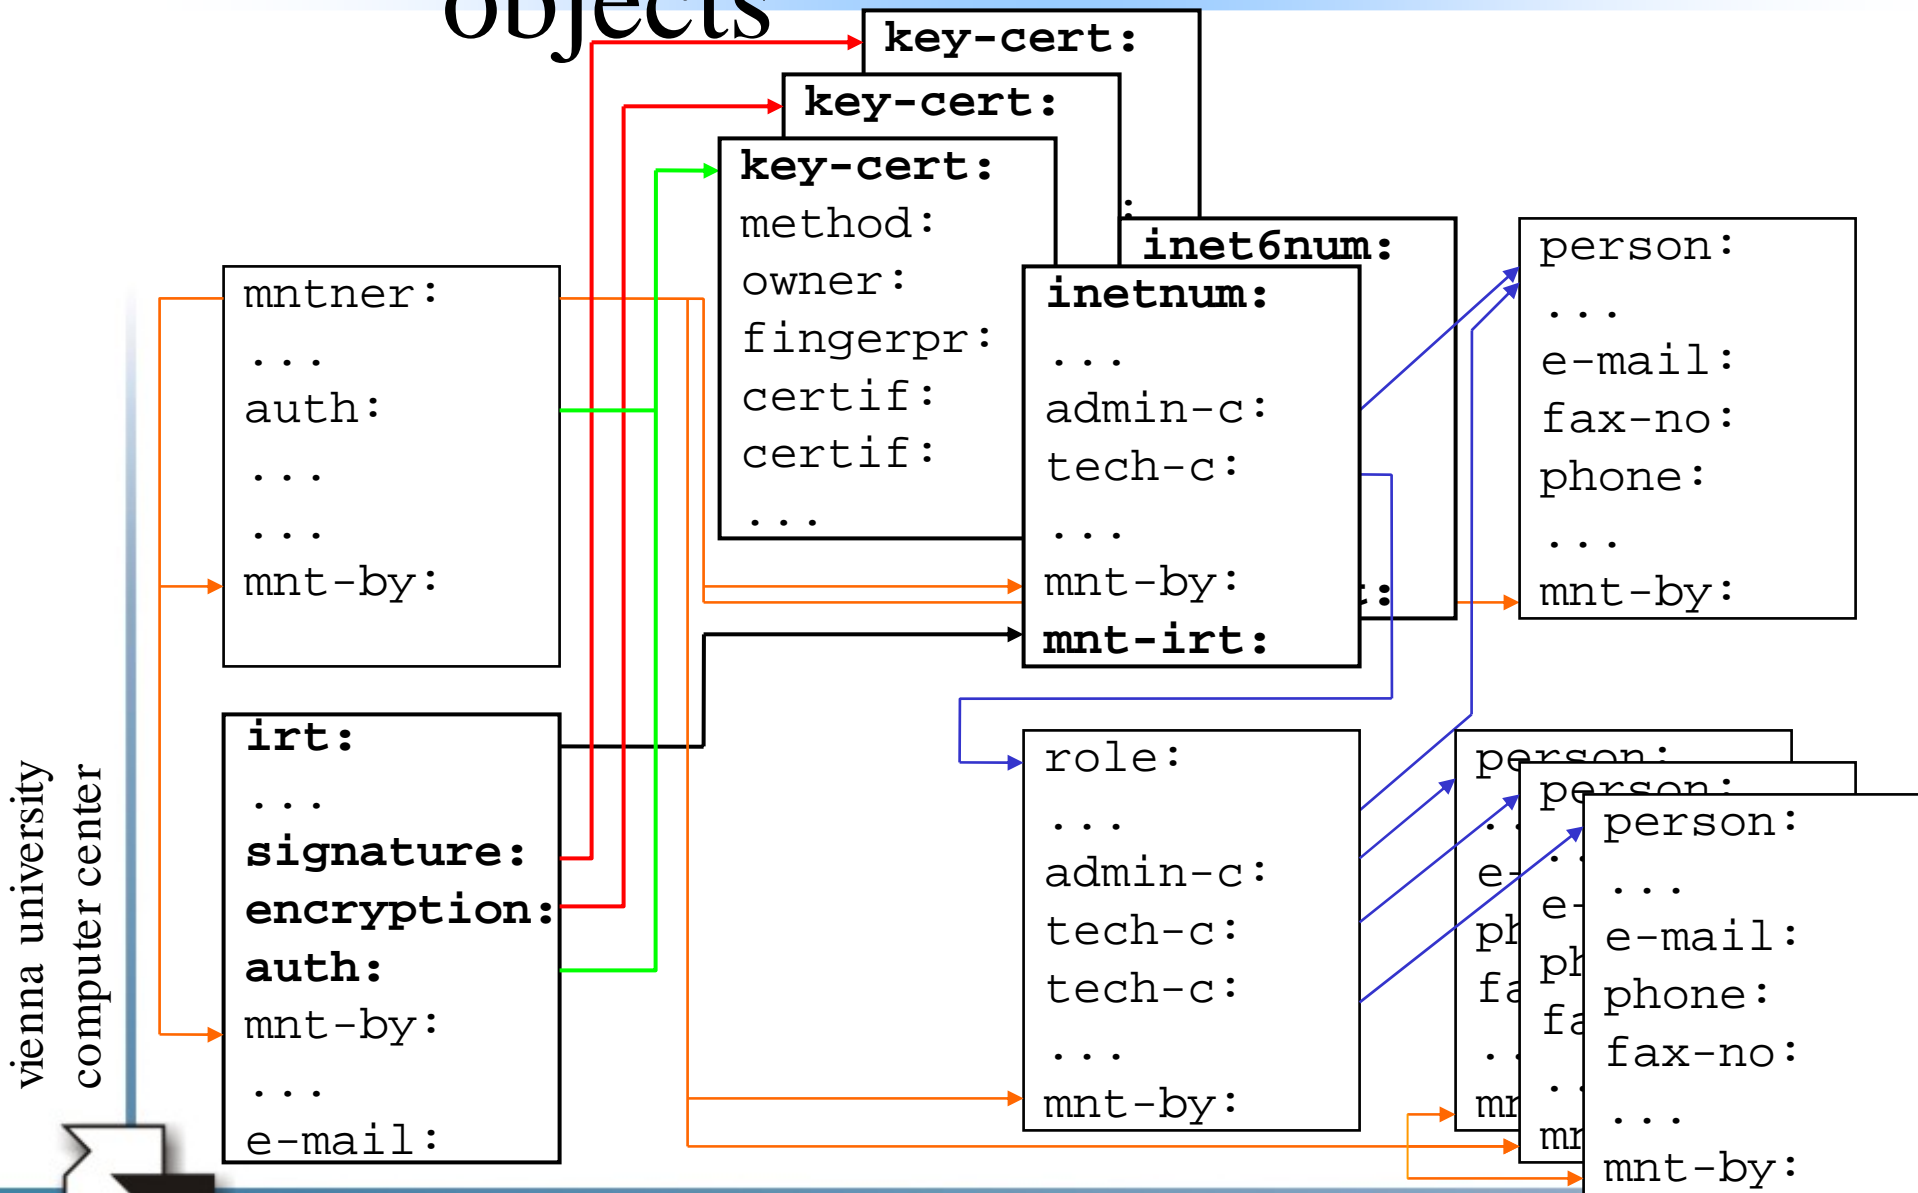 objects
key-cert:
key-cert:
key-cert:
method:
owner:
fingerpr:
certif:
certif:
...
inet6num:
inetnum:
...
admin-c:
tech-c:
...
mnt-by:
mnt-irt:
person:
...
e-mail:
fax-no:
phone:
...
mnt-by:
mntner:
...
auth:
...
...
mnt-by:
irt:
...
signature:
encryption:
auth:
mnt-by:
...
e-mail:
role:
...
admin-c:
tech-c:
tech-c:
...
mnt-by:
person:
person:
person:
...
e-mail:
phone:
fax-no:
...
mnt-by:
vienna university
computer center